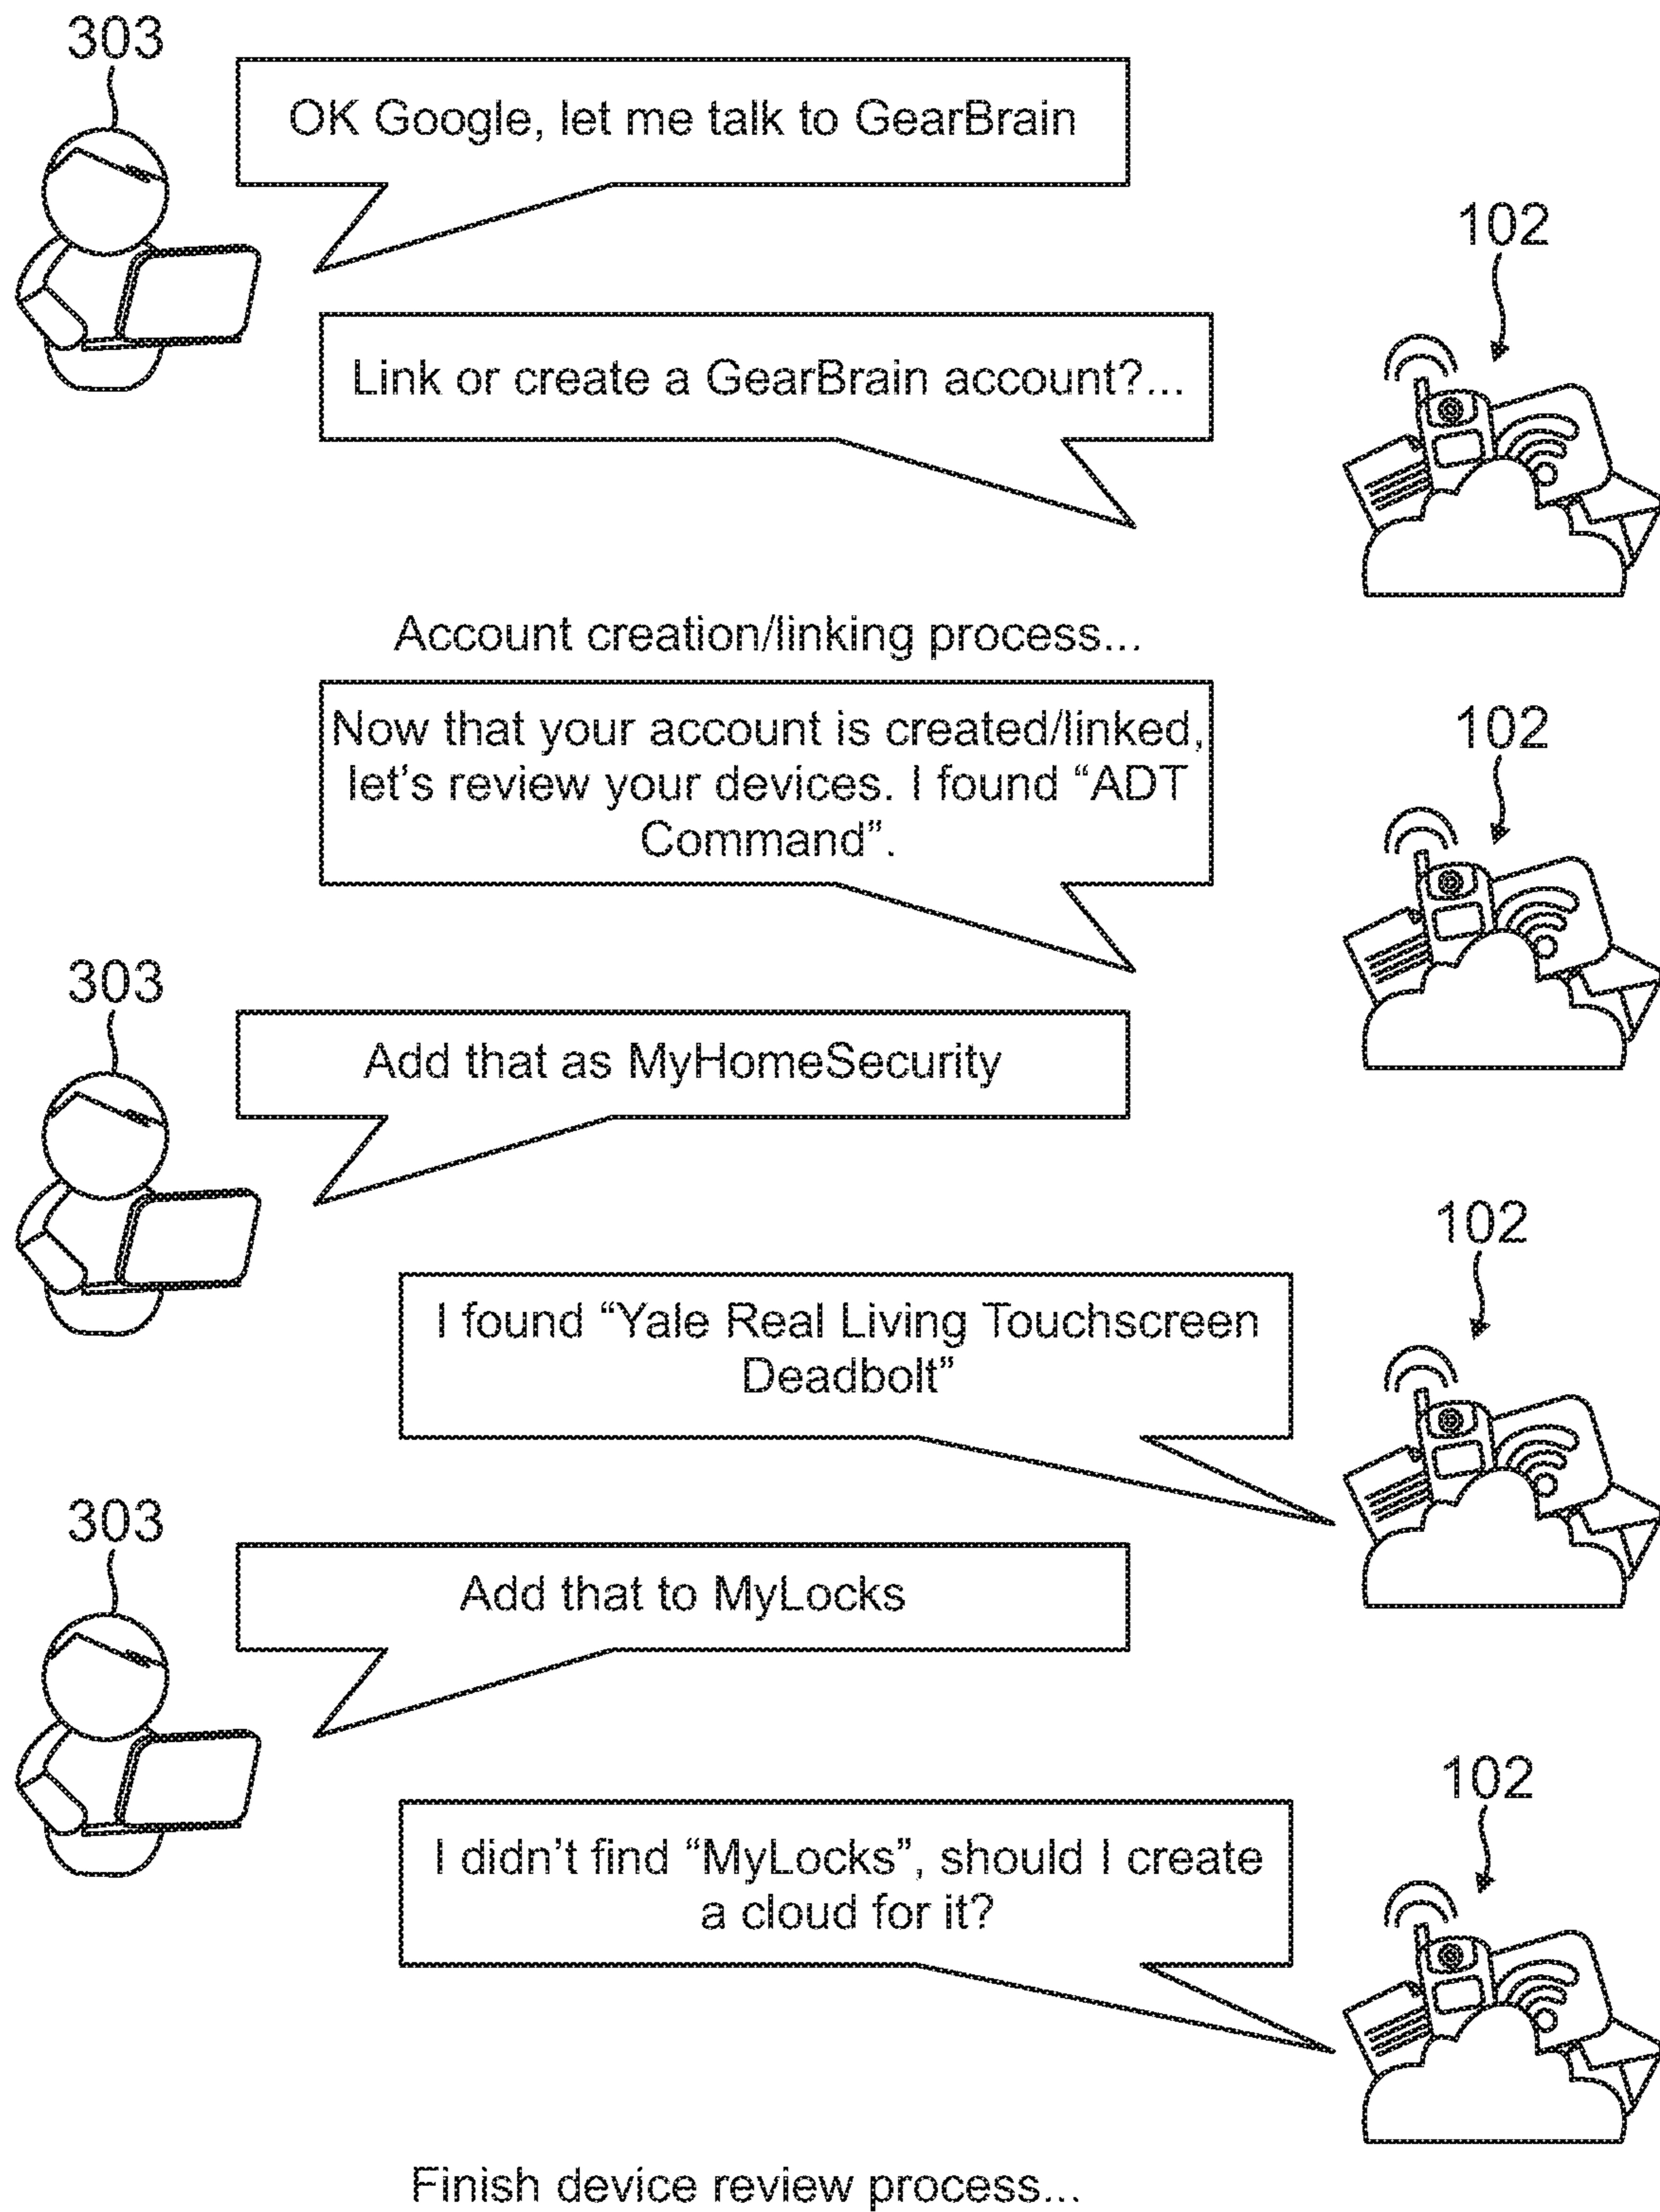 303
OK Google, let me talk to GearBrain
102
Link or create a GearBrain account?...
Account creation/linking process...
Now that your account is created/linked,
let's review your devices. I found “ADT
Command”.
102
303
Add that as MyHomeSecurity
102
I found “Yale Real Living Touchscreen
Deadbolt”
303
Add that to MyLocks
102
I didn't find “MyLocks”, should I create
a cloud for it?
Finish device review process...